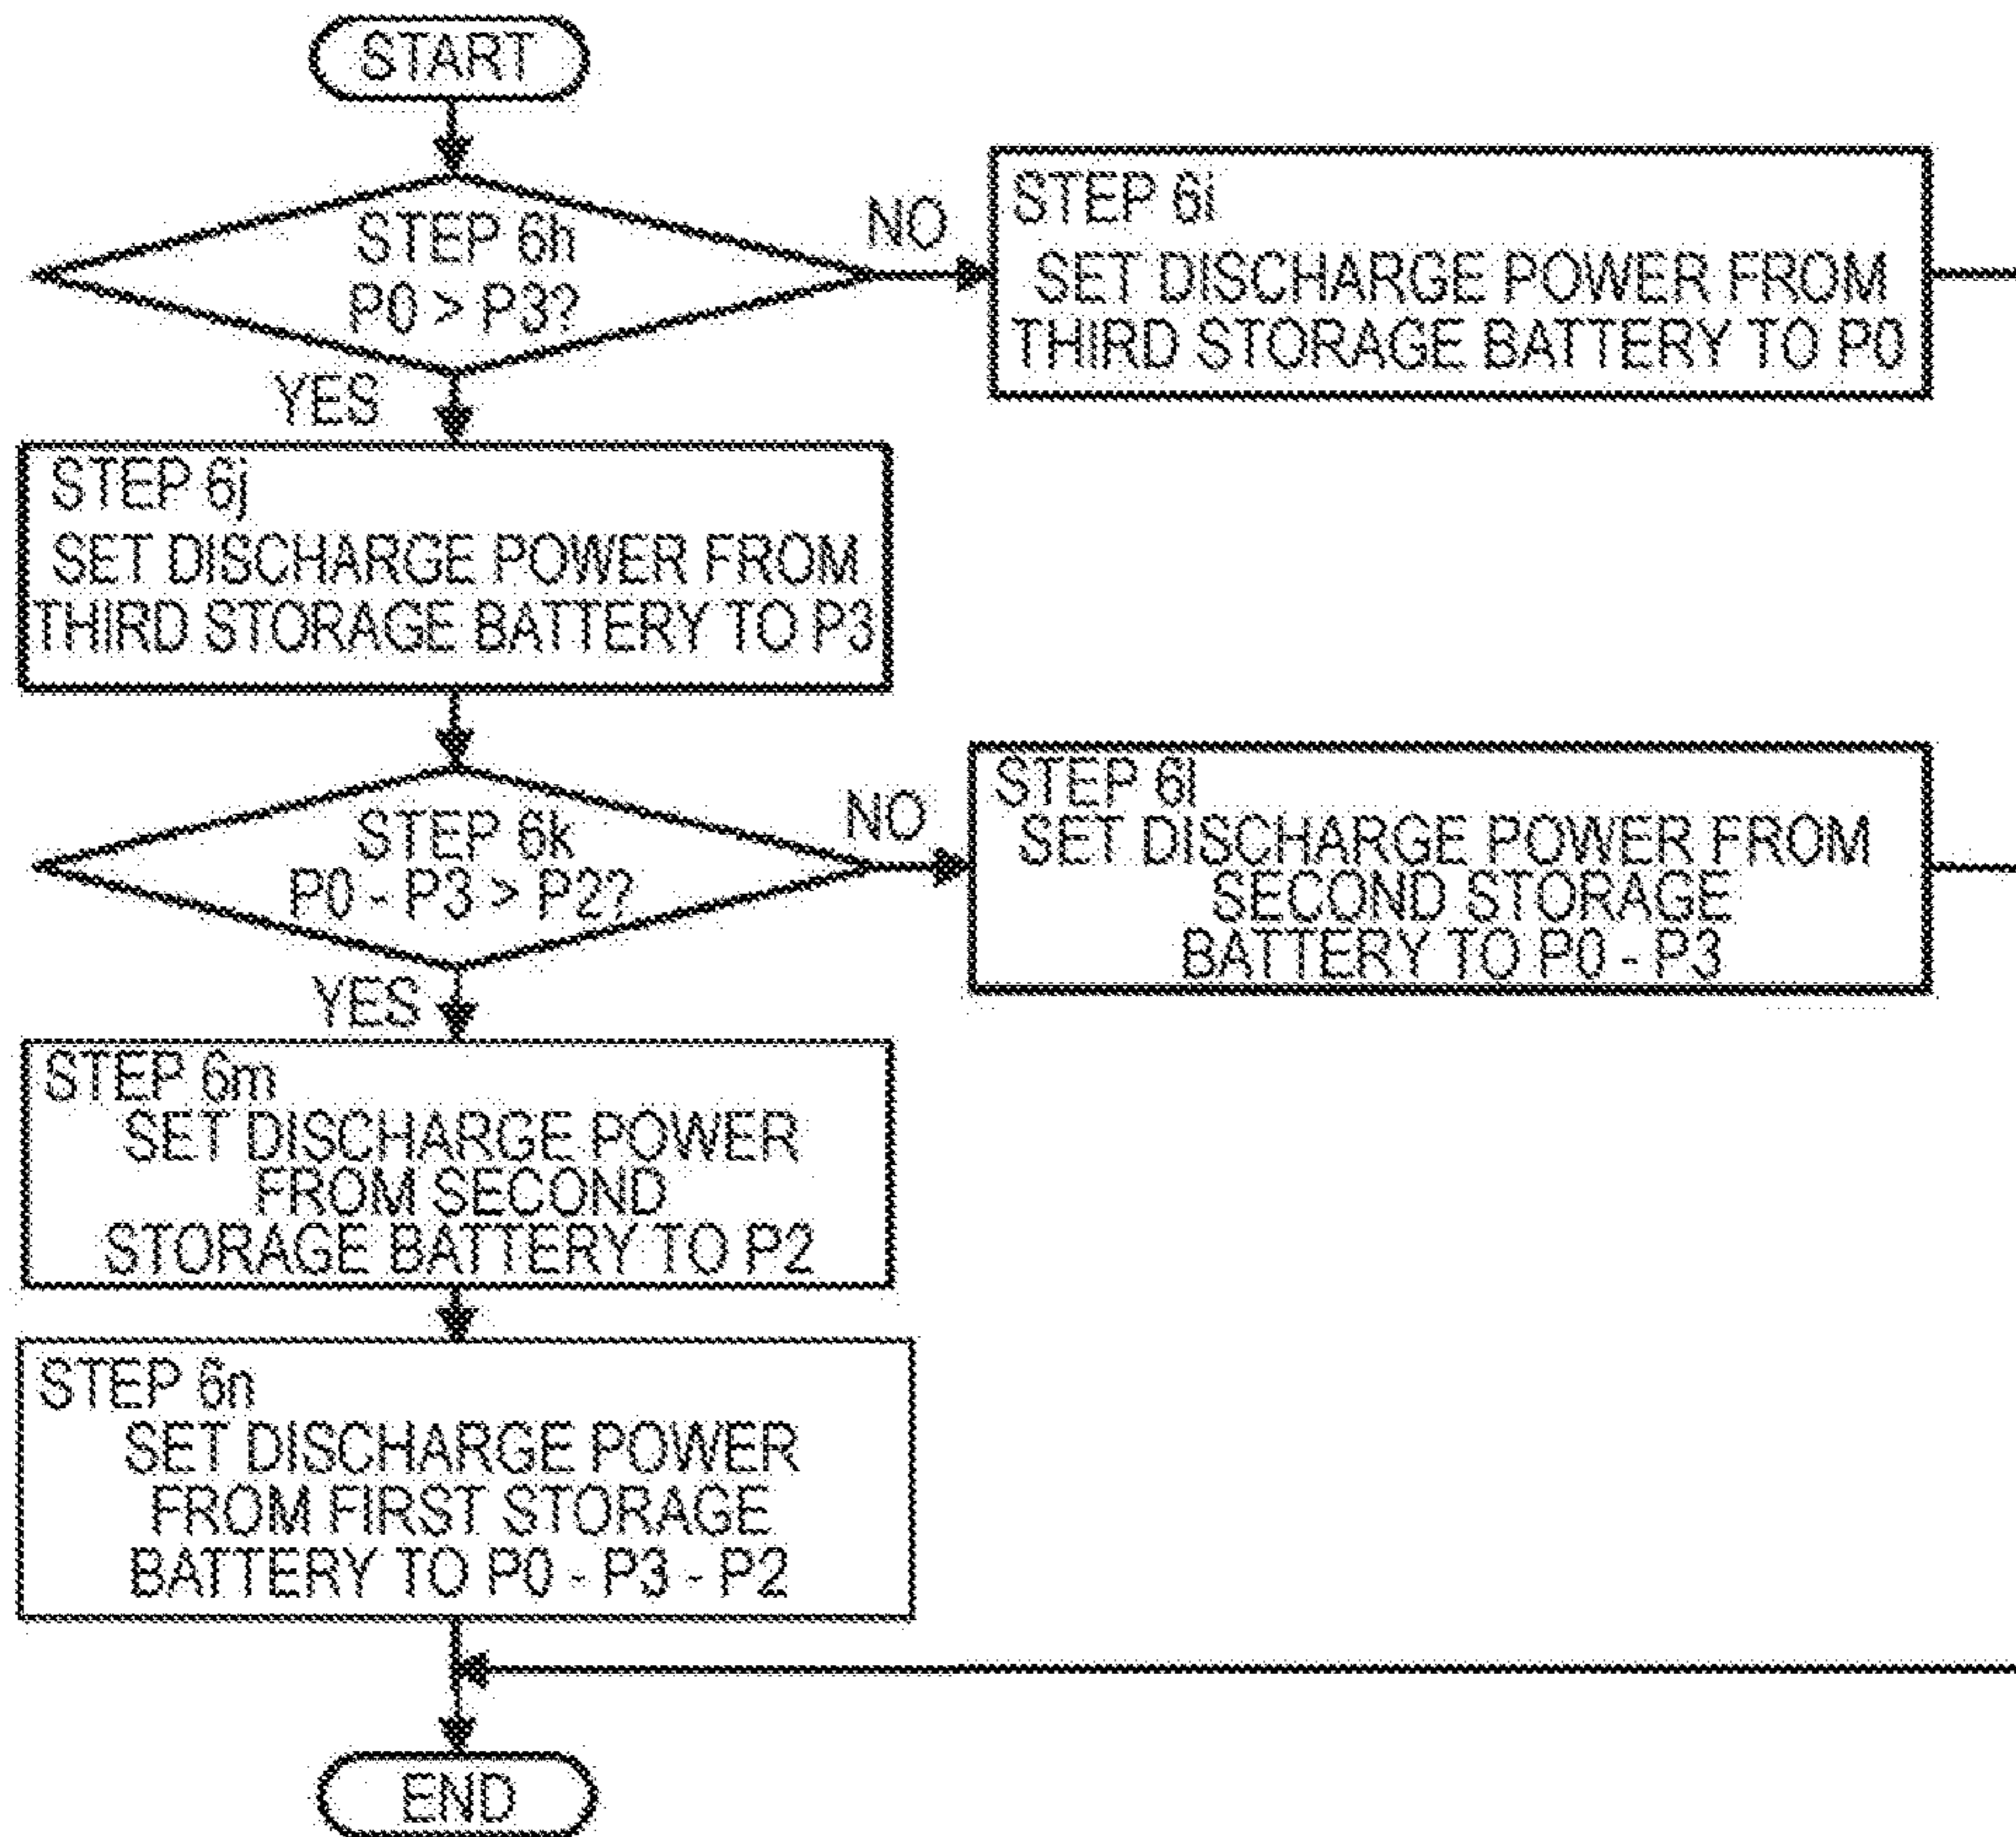 START
STEP 6h
P0 > P3?
NO
STEP 6i
SET DISCHARGE POWER FROM
THIRD STORAGE BATTERY TO P0
YES
STEP 6j
SET DISCHARGE POWER FROM
THIRD STORAGE BATTERY TO P3
STEP 6k
P0 - P3 > P2?
NO
STEP 6l
SET DISCHARGE POWER FROM
SECOND STORAGE
BATTERY TO P0 - P3
YES
STEP 6m
SET DISCHARGE POWER
FROM SECOND
STORAGE BATTERY TO P2
STEP 6n
SET DISCHARGE POWER
FROM FIRST STORAGE
BATTERY TO P0 - P3 - P2
END